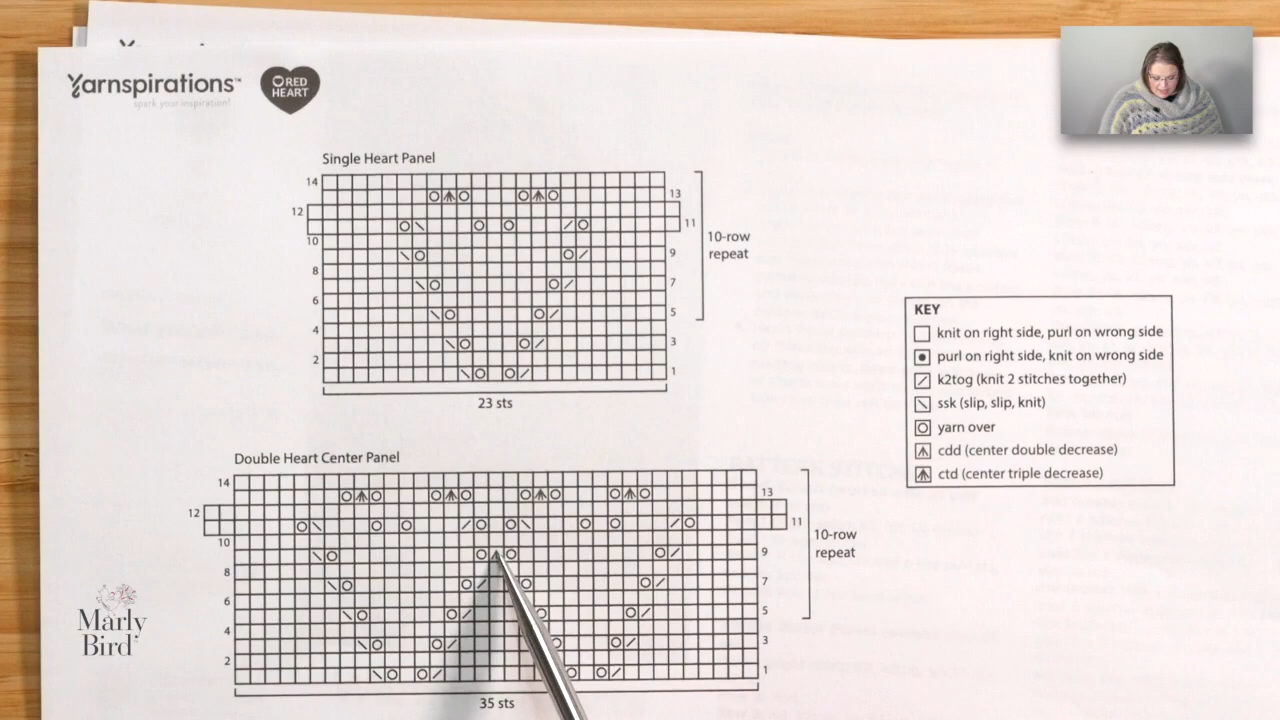 Yarnspirations™
spark your inspiration!
RED
HEART
Single Heart Panel
14
13
12
11
10
9
8
7
6
5
4
3
2
1
10-row
repeat
23 sts
KEY
knit on right side, purl on wrong side
purl on right side, knit on wrong side
k2tog (knit 2 stitches together)
ssk (slip, slip, knit)
yarn over
cdd (center double decrease)
ctd (center triple decrease)
Double Heart Center Panel
14
13
12
11
10
9
8
7
6
5
4
3
2
1
10-row
repeat
35 sts
Marly
Bird